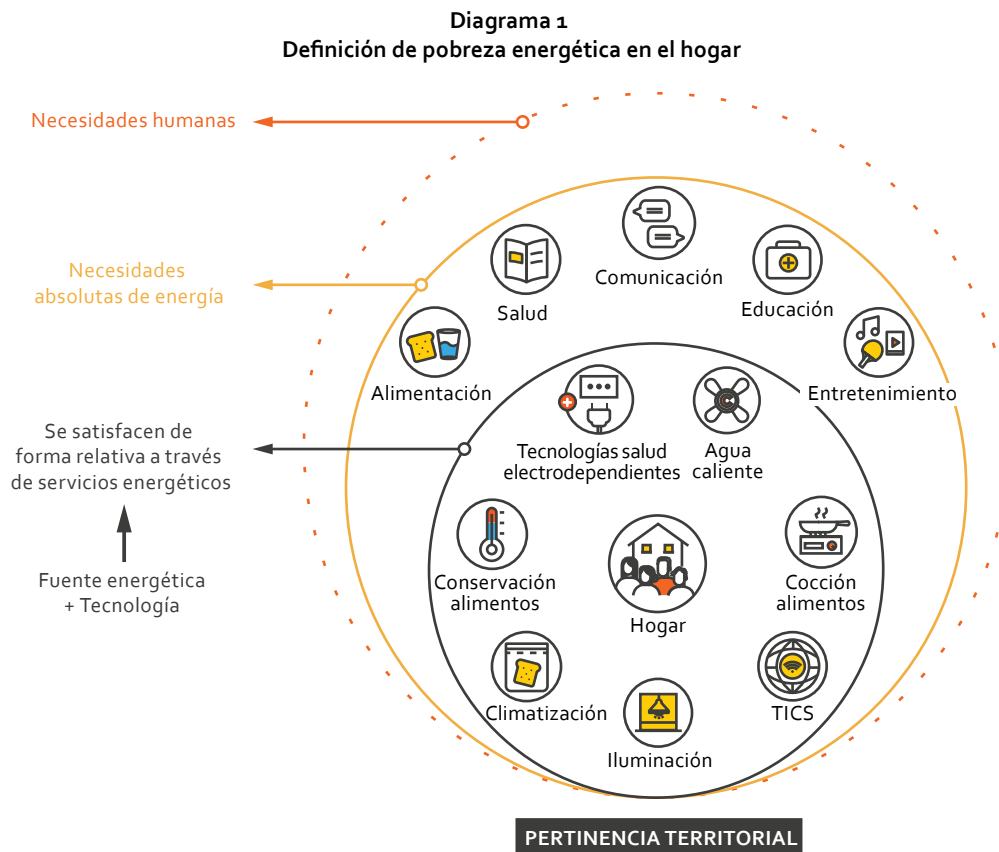 Diagrama 1
Definición de pobreza energética en el hogar
Necesidades humanas
Necesidades
absolutas de energía
Se satisfacen de
forma relativa a través
de servicios energéticos
Fuente energética
+ Tecnología
Comunicación
Salud
Educación
Alimentación
Entretenimiento
Tecnologías salud
electrodependientes
Agua
caliente
Conservación
alimentos
Hogar
Cocción
alimentos
Climatización
Iluminación
TICS
PERTINENCIA TERRITORIAL